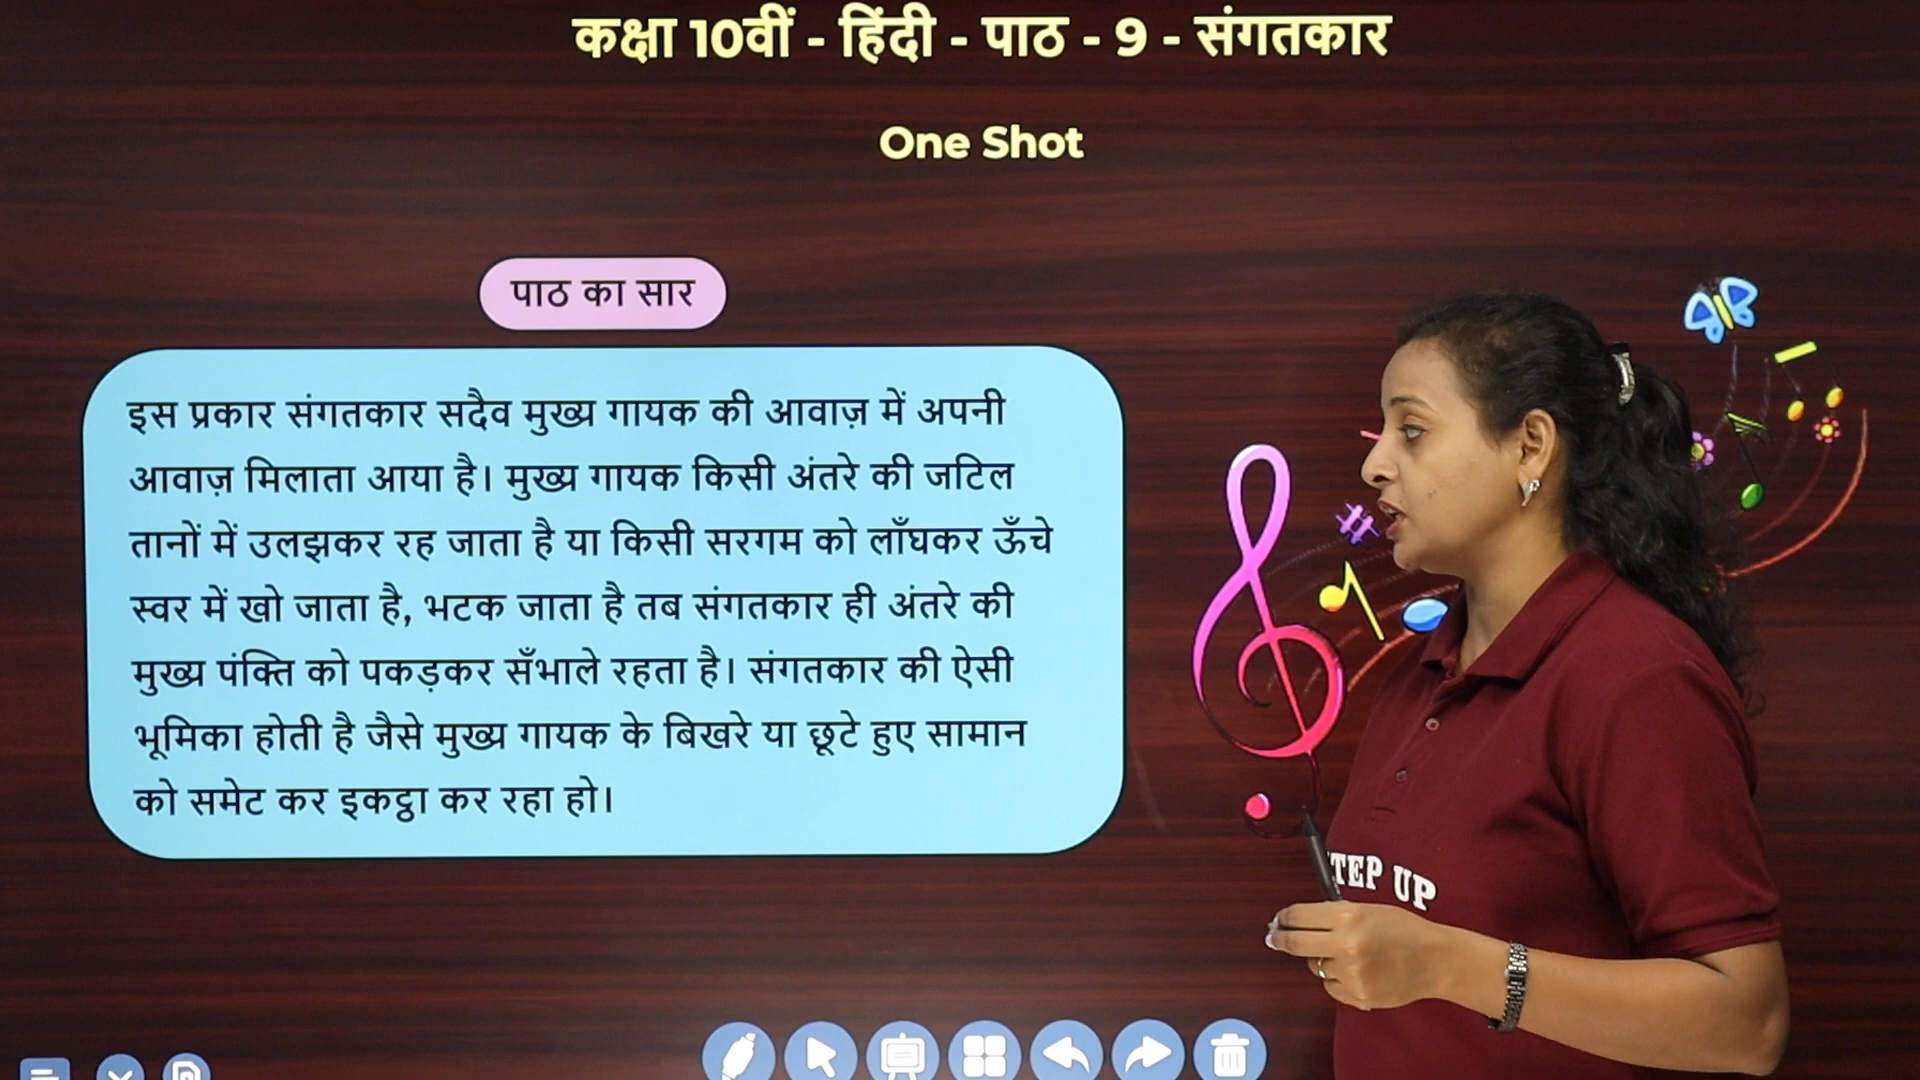 कक्षा 10वीं - हिंदी - पाठ - 9 - संगतकार
One Shot
पाठ का सार
इस प्रकार संगतकार सदैव मुख्य गायक की आवाज़ में अपनी
आवाज़ मिलाता आया है। मुख्य गायक किसी अंतरे की जटिल
तानों में उलझकर रह जाता है या किसी सरगम को लाँघकर ऊँचे
स्वर में खो जाता है, भटक जाता है तब संगतकार ही अंतरे की
मुख्य पंक्ति को पकड़कर सँभाले रहता है। संगतकार की ऐसी
भूमिका होती है जैसे मुख्य गायक के बिखरे या छूटे हुए सामान
को समेट कर इकट्ठा कर रहा हो।
TEP UP